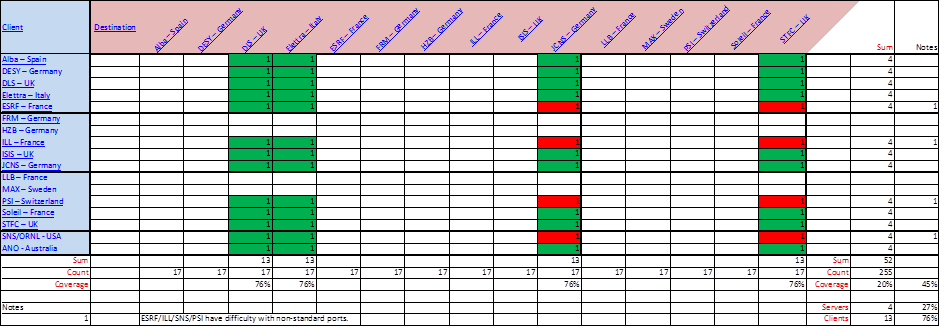 Client Destination Alba – Spain DESY – Germany DLS – UK Elettra – Italy ESRF – France FRM – Germany HZB – Germany ILL – France ISIS – UK JCNS – Germany LLB – France MAX – Sweden PSI – Switzerland Soleil – France STFC – UK Sum Notes
Alba – Spain 1 1 1 1 4
DESY – Germany 1 1 1 1 4
DLS – UK 1 1 1 1 4
Elettra – Italy 1 1 1 1 4
ESRF – France 1 1 1 1 4 1
FRM – Germany
HZB – Germany
ILL – France 1 1 1 1 4 1
ISIS – UK 1 1 1 1 4
JCNS – Germany 1 1 1 1 4
LLB – France
MAX – Sweden
PSI – Switzerland 1 1 1 1 4 1
Soleil – France 1 1 1 1 4
STFC – UK 1 1 1 1 4
SNS/ORNL - USA 1 1 1 1 4 1
ANO - Australia 1 1 1 1 4
Sum 13 13 13 13 Sum 52
Count 17 17 17 17 17 17 17 17 17 17 17 17 17 17 17 Count 255
Coverage 76% 76% 76% 76% Coverage 20% 45%
Notes Servers 4 27%
1 ESRF/ILL/SNS/PSI have difficulty with non-standard ports. Clients 13 76%